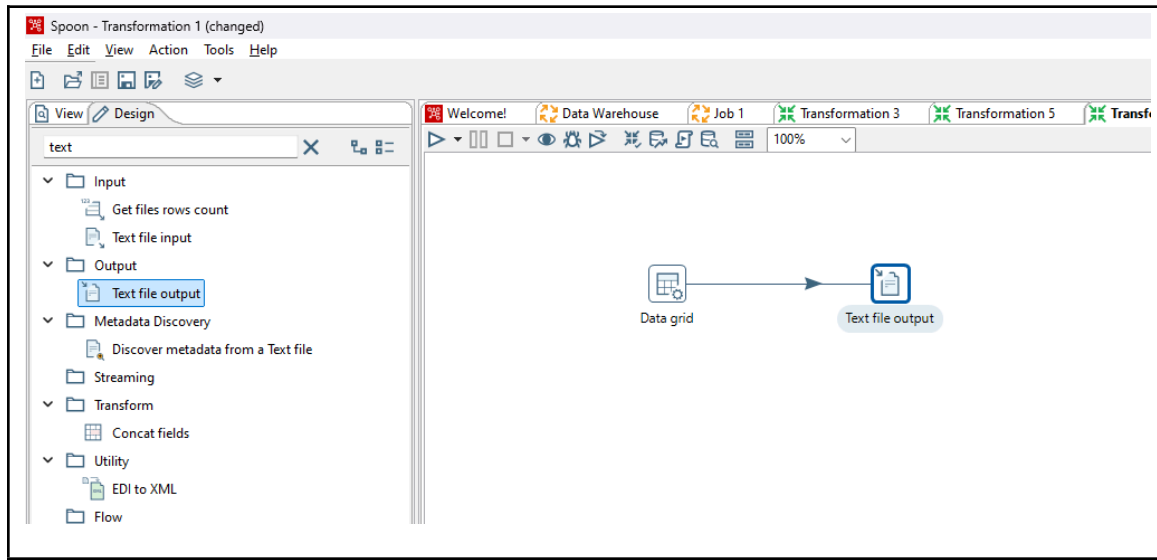 Spoon - Transformation 1 (changed)
File Edit View Action Tools Help
View Design
Welcome! Data Warehouse Job 1 Transformation 3 Transformation 5
text
100%
Input
123
Get files rows count
Text file input
Output
Text file output
Metadata Discovery
Discover metadata from a Text file
Streaming
Transform
Concat fields
Utility
EDI to XML
Flow
Data grid Text file output